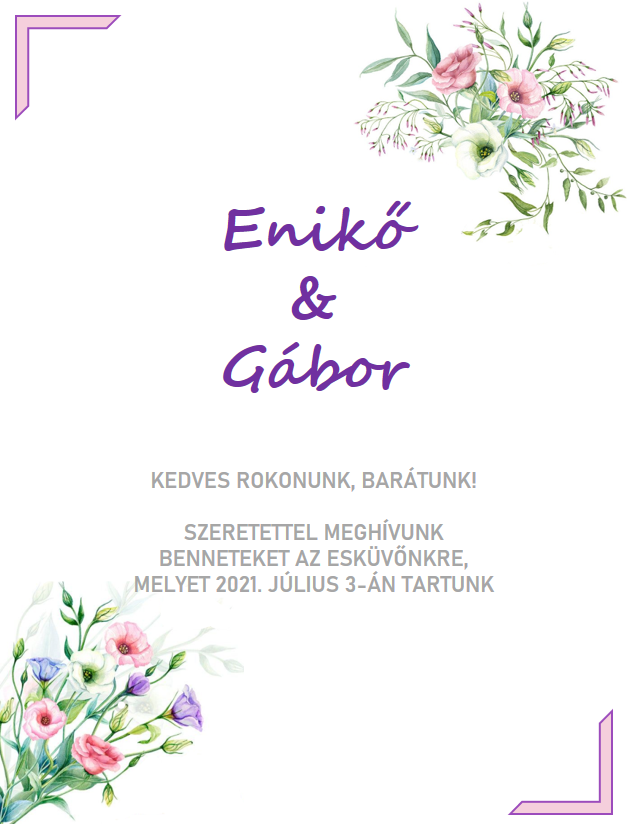 Enikő
&
Gábor
KEDVES ROKONUNK, BARÁTUNK!
SZERETETTEL MEGHÍVUNK
BENNETEKET AZ ESKÜVŐNKRE,
MELYET 2021. JÚLIUS 3-ÁN TARTUNK